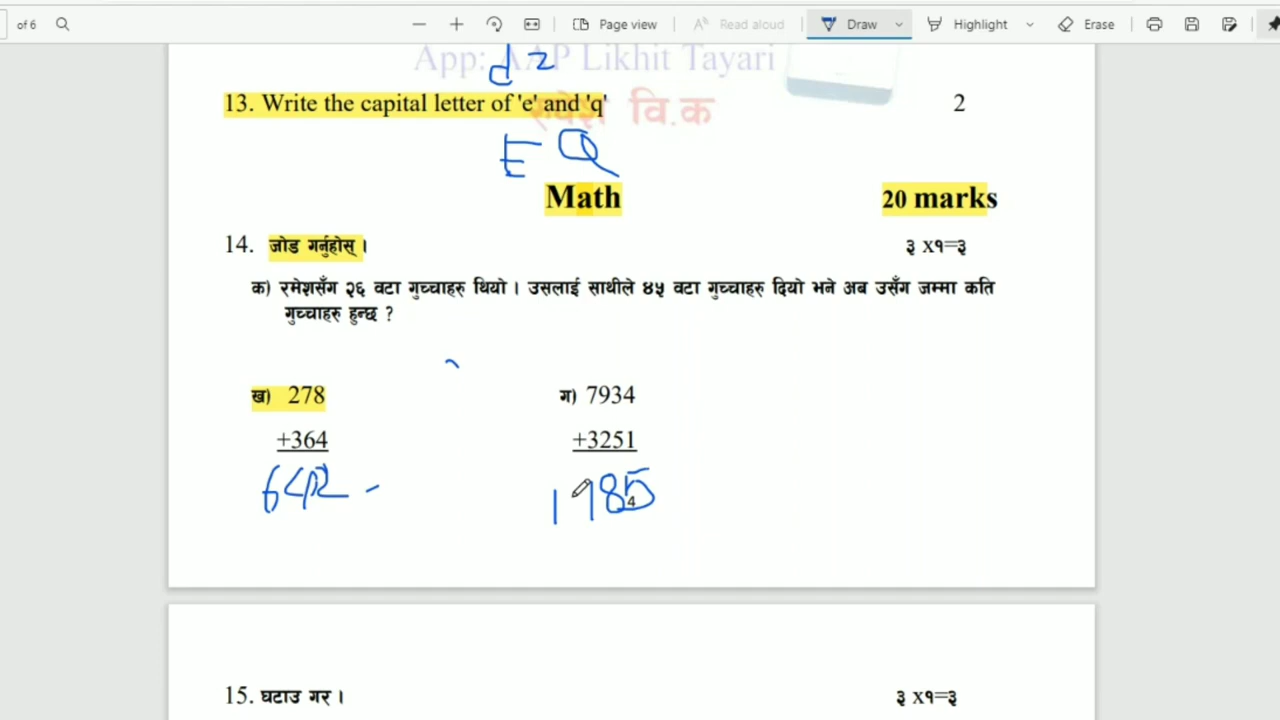 of 6 Page view Read aloud Draw Highlight Erase
App: AAP Likhit Tayari
d z
13. Write the capital letter of 'e' and 'q' 2
वि.क
E Q
Math 20 marks
14. जोड गर्नुहोस् । ३ x१=३
क) रमेशसँग २६ वटा गुच्चाहरु थियो । उसलाई साथीले ४५ वटा गुच्चाहरु दियो भने अब उसँग जम्मा कति
गुच्चाहरु हुन्छ ?
ख) 278 ग) 7934
+364 +3251
642 1185
15. घटाउ गर । ३ x१=३